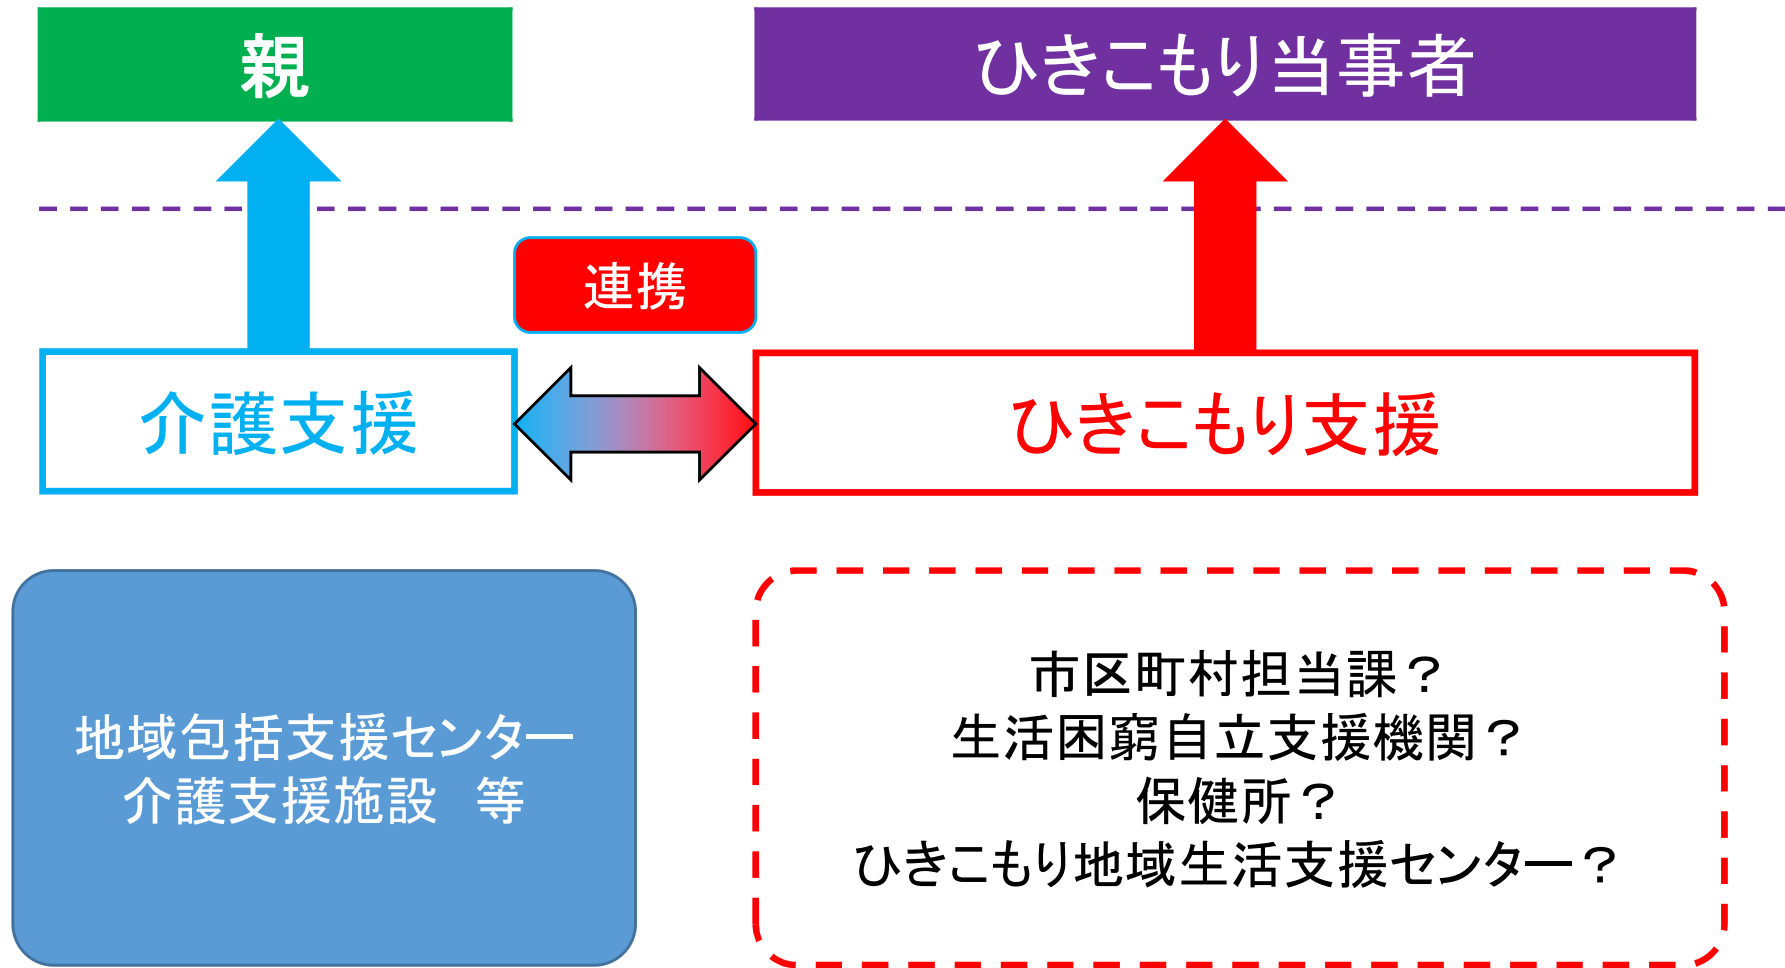 親
ひきこもり当事者
連携
介護支援
ひきこもり支援
地域包括支援センター
介護支援施設　等
市区町村担当課？
生活困窮自立支援機関？
保健所？
ひきこもり地域生活支援センター？